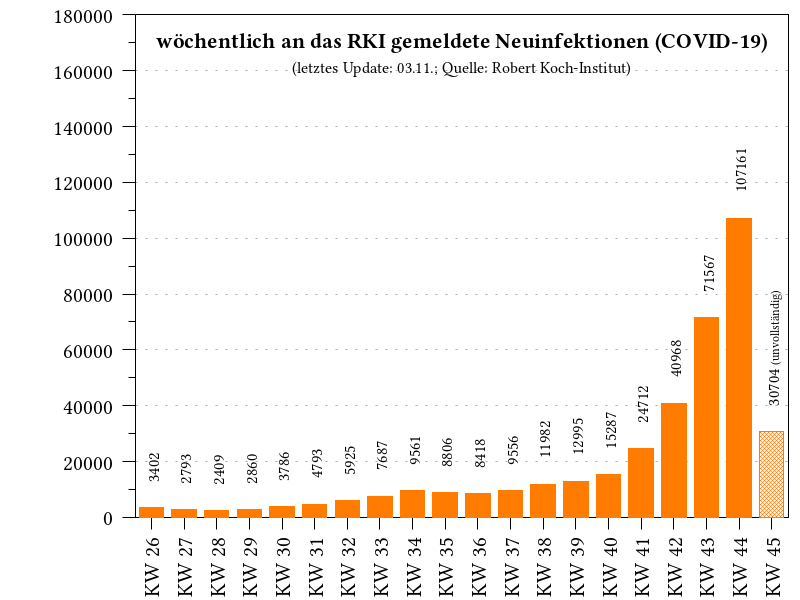 wöchentlich an das RKI gemeldete Neuinfektionen (COVID-19)
(letztes Update: 03.11.; Quelle: Robert Koch-Institut)
180000
160000
140000
120000
100000
80000
60000
40000
20000
0
3402
2793
2409
2860
3786
4793
5925
7687
9561
8806
8418
9556
11982
12995
15287
24712
40968
71567
107161
30704 (unvollständig)
KW 26
KW 27
KW 28
KW 29
KW 30
KW 31
KW 32
KW 33
KW 34
KW 35
KW 36
KW 37
KW 38
KW 39
KW 40
KW 41
KW 42
KW 43
KW 44
KW 45